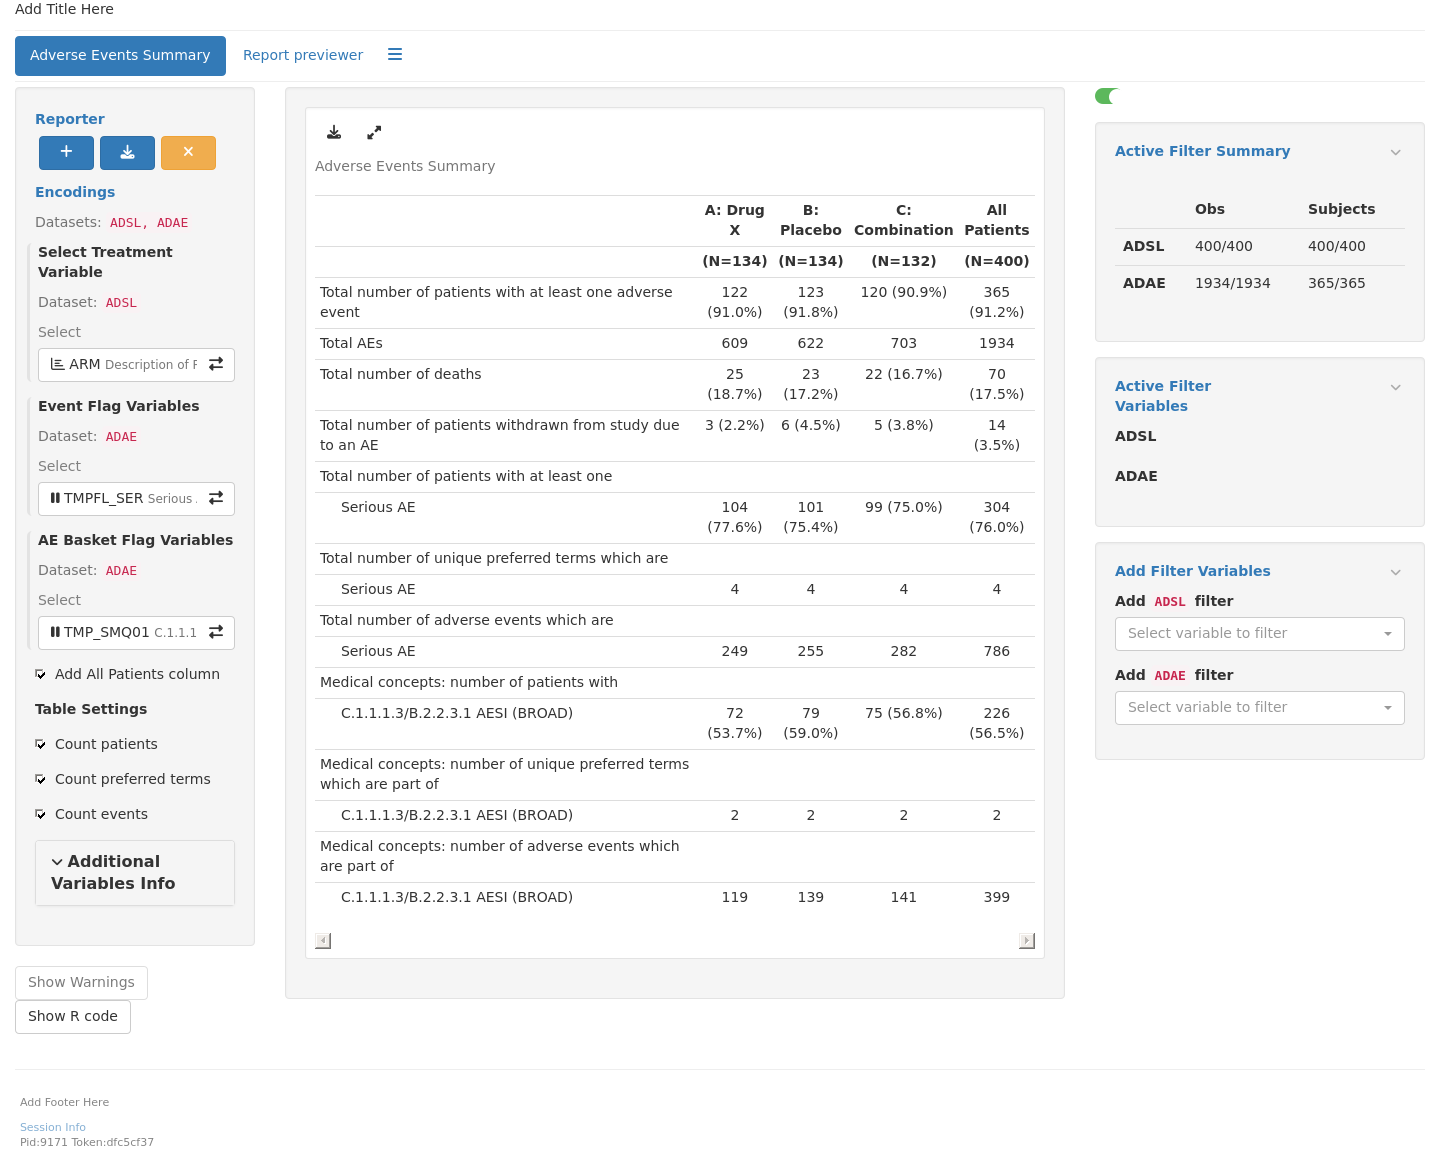 Add Title Here
Adverse Events Summary
Report previewer
Reporter
Encodings
Datasets: ADSL, ADAE
Select Treatment
Variable
Dataset: ADSL
Select
ARM Description of
Event Flag Variables
Dataset: ADAE
Select
TMPFL_SER Serious
AE Basket Flag Variables
Dataset: ADAE
Select
TMP_SMQ01 C.1.1.1
Add All Patients column
Table Settings
Count patients
Count preferred terms
Count events
Additional
Variables Info
Show Warnings
Show R code
Adverse Events Summary
A: Drug X B: Placebo C: Combination All Patients
(N=134) (N=134) (N=132) (N=400)
Total number of patients with at least one adverse
event 122 (91.0%) 123 (91.8%) 120 (90.9%) 365 (91.2%)
Total AEs 609 622 703 1934
Total number of deaths 25 (18.7%) 23 (17.2%) 22 (16.7%) 70 (17.5%)
Total number of patients withdrawn from study due
to an AE 3 (2.2%) 6 (4.5%) 5 (3.8%) 14 (3.5%)
Total number of patients with at least one
Serious AE 104 (77.6%) 101 (75.4%) 99 (75.0%) 304 (76.0%)
Total number of unique preferred terms which are
Serious AE 4 4 4 4
Total number of adverse events which are
Serious AE 249 255 282 786
Medical concepts: number of patients with
C.1.1.1.3/B.2.2.3.1 AESI (BROAD) 72 (53.7%) 79 (59.0%) 75 (56.8%) 226 (56.5%)
Medical concepts: number of unique preferred terms
which are part of
C.1.1.1.3/B.2.2.3.1 AESI (BROAD) 2 2 2 2
Medical concepts: number of adverse events which
are part of
C.1.1.1.3/B.2.2.3.1 AESI (BROAD) 119 139 141 399
Active Filter Summary
Obs Subjects
ADSL 400/400 400/400
ADAE 1934/1934 365/365
Active Filter
Variables
ADSL
ADAE
Add Filter Variables
Add ADSL filter
Select variable to filter
Add ADAE filter
Select variable to filter
Add Footer Here
Session Info
Pid:9171 Token:dfc5cf37